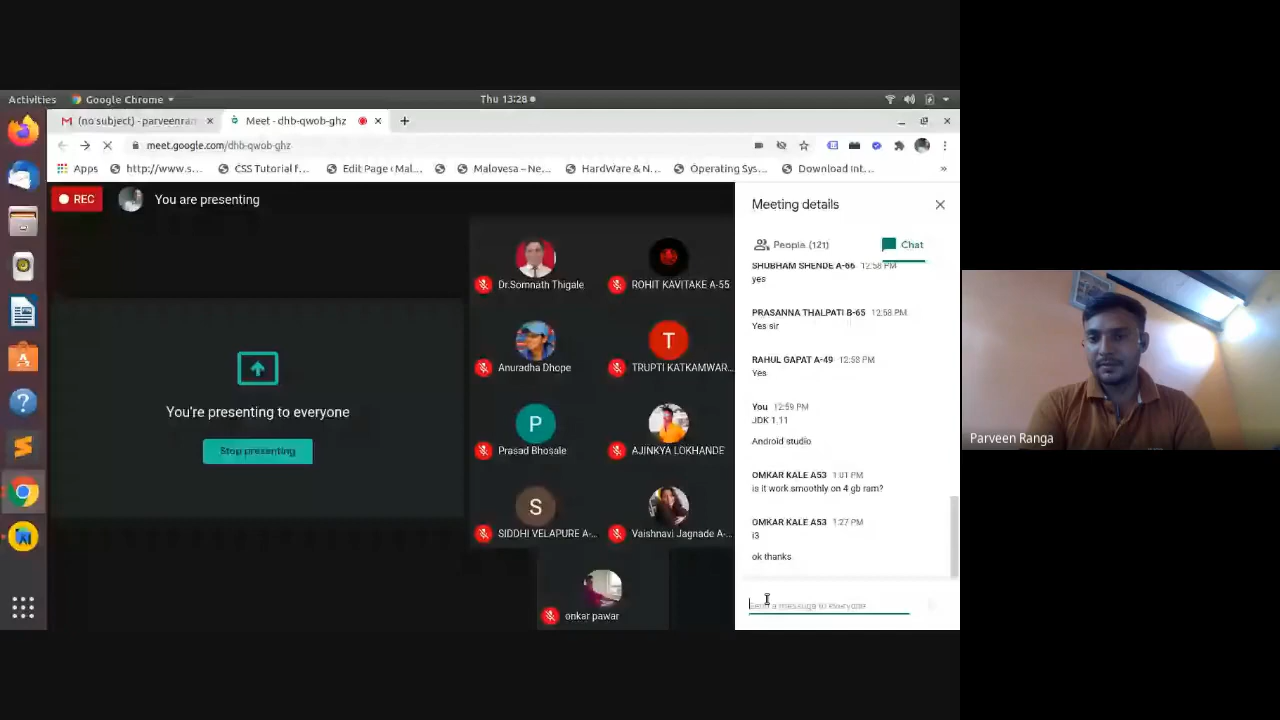 Activities
Google Chrome
Thu 13:28
(no subject) - parveenran
Meet - dhb-qwob-ghz
meet.google.com/dhb-qwob-ghz
Apps
http://www.s...
CSS Tutorial f...
Edit Page ‹ Mal...
Malovesa – Ne...
HardWare & N...
Operating Sys...
Download Int...
»
REC
You are presenting
You're presenting to everyone
Stop presenting
Dr.Somnath Thigale
ROHIT KAVITAKE A-55
Anuradha Dhope
T
TRUPTI KATKAMWAR...
P
Prasad Bhosale
AJINKYA LOKHANDE
S
SIDDHI VELAPURE A-...
Vaishnavi Jagnade A-...
onkar pawar
Meeting details
People (121)
Chat
SHUBHAM SHENDE A-66 12:58 PM
yes
PRASANNA THALPATI B-65 12:58 PM
Yes sir
RAHUL GAPAT A-49 12:58 PM
Yes
You 12:59 PM
JDK 1.11
Android studio
OMKAR KALE A53 1:01 PM
is it work smoothly on 4 gb ram?
OMKAR KALE A53 1:27 PM
i3
ok thanks
Send a message to everyone
Parveen Ranga